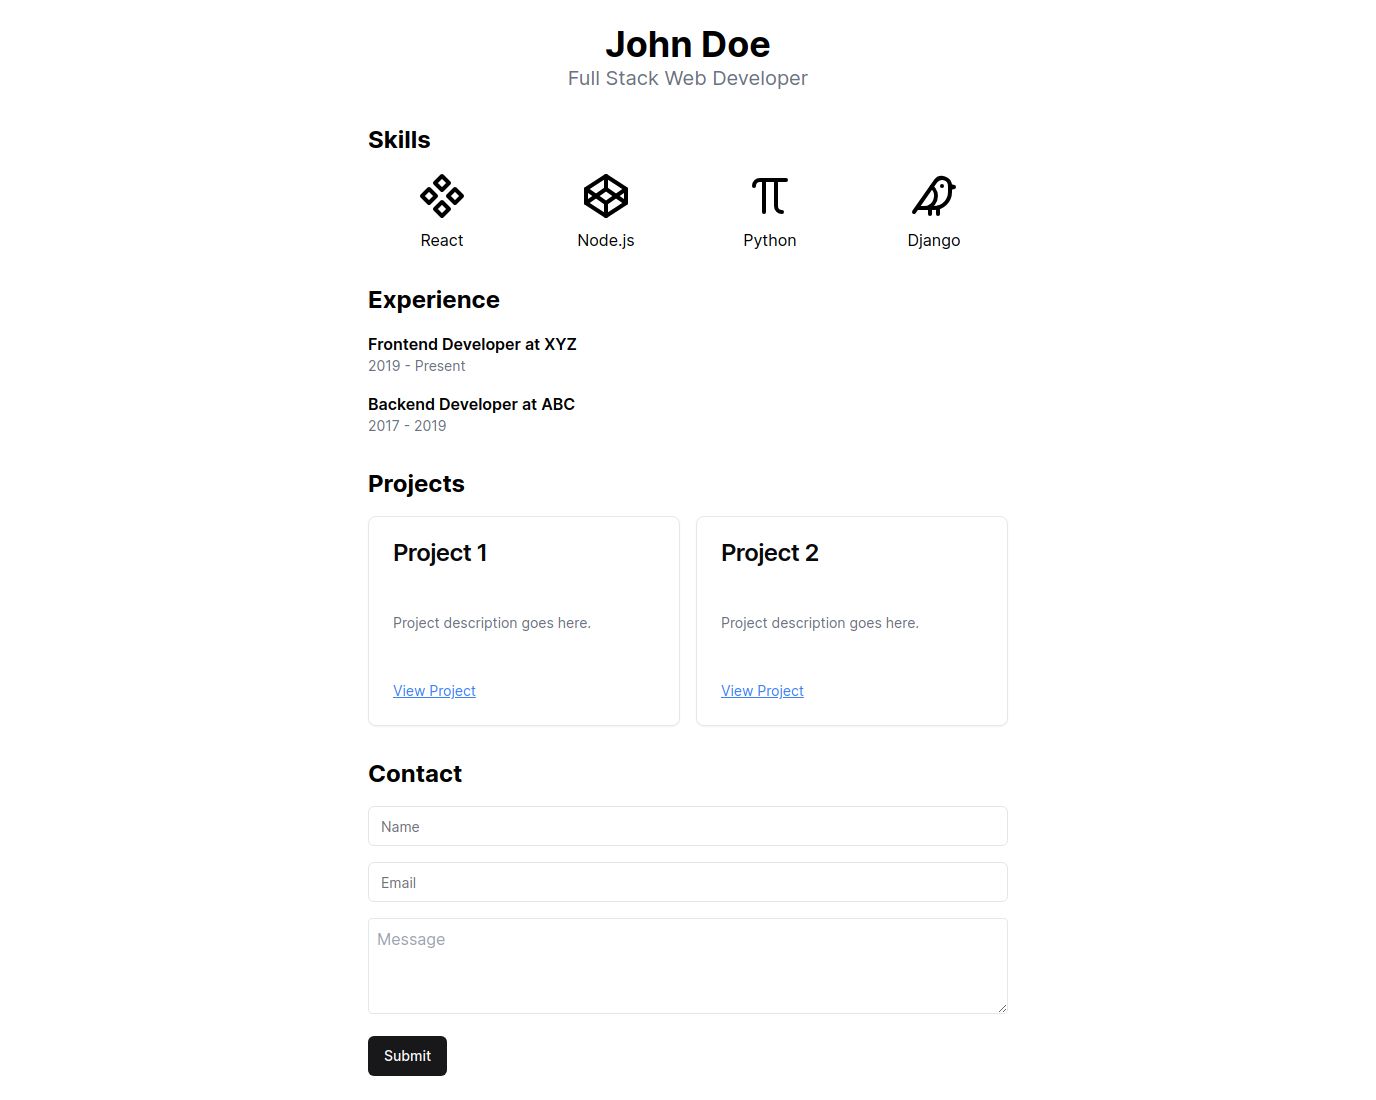 John Doe
Full Stack Web Developer
Skills
React Node.js Python Django
Experience
Frontend Developer at XYZ
2019 - Present
Backend Developer at ABC
2017 - 2019
Projects
Project 1
Project description goes here.
View Project
Project 2
Project description goes here.
View Project
Contact
Name
Email
Message
Submit